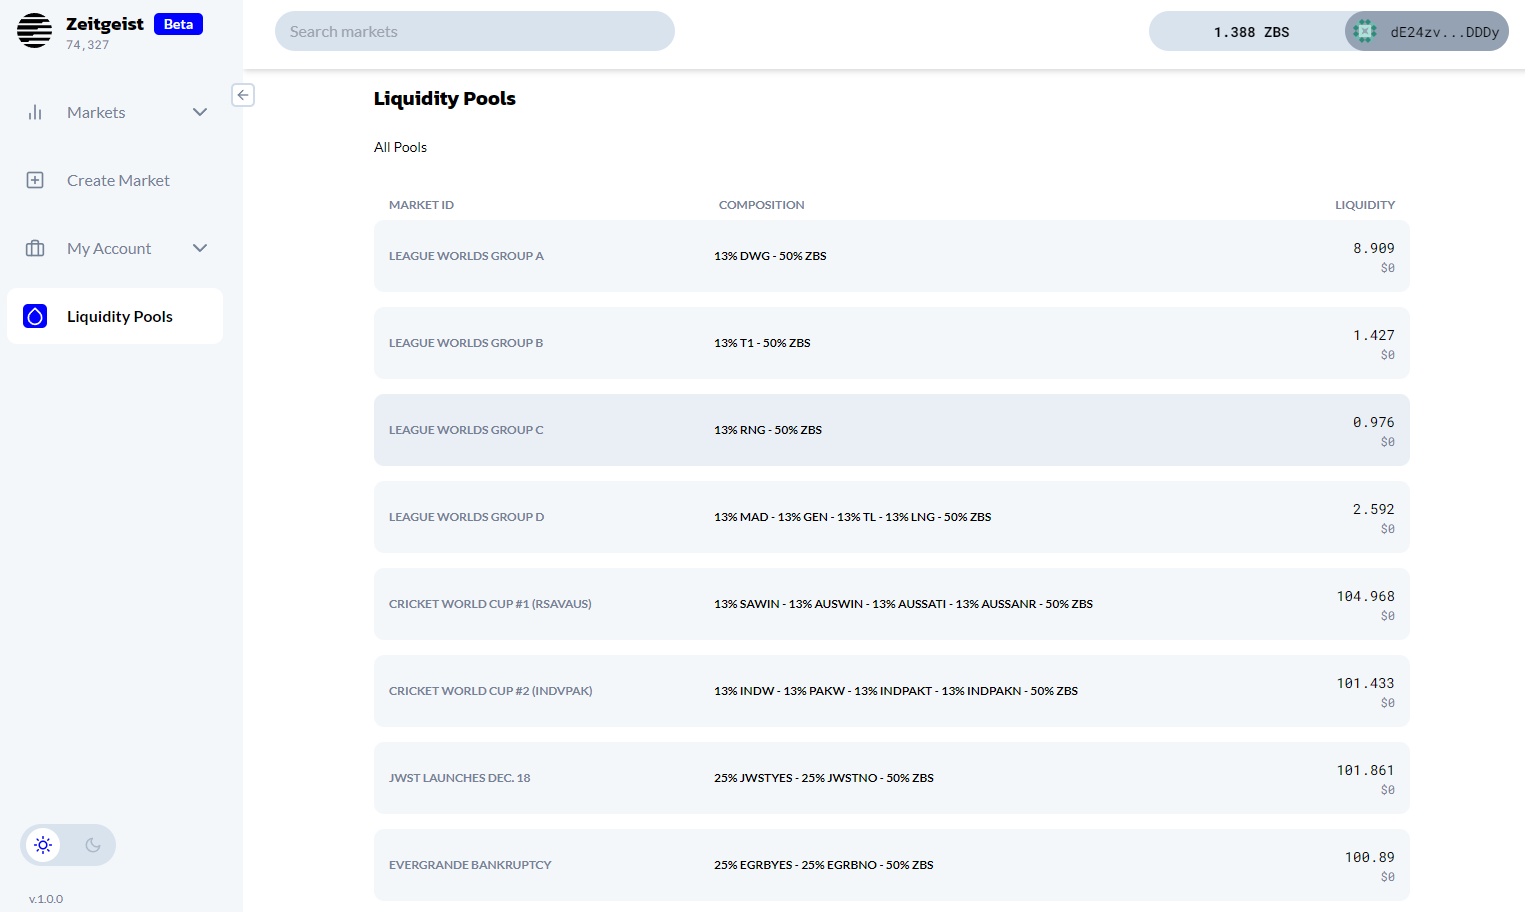 Zeitgeist Beta
74,327
Search markets
1.388 ZBS
dE24zv...DDDy
Markets
Create Market
My Account
Liquidity Pools
v.1.0.0
Liquidity Pools
All Pools
MARKET ID COMPOSITION LIQUIDITY
LEAGUE WORLDS GROUP A 13% DWG - 50% ZBS 8.909
$0
LEAGUE WORLDS GROUP B 13% T1 - 50% ZBS 1.427
$0
LEAGUE WORLDS GROUP C 13% RNG - 50% ZBS 0.976
$0
LEAGUE WORLDS GROUP D 13% MAD - 13% GEN - 13% TL - 13% LNG - 50% ZBS 2.592
$0
CRICKET WORLD CUP #1 (RSAVAUS) 13% SAWIN - 13% AUSWIN - 13% AUSSATI - 13% AUSSANR - 50% ZBS 104.968
$0
CRICKET WORLD CUP #2 (INDVPAK) 13% INDW - 13% PAKW - 13% INDPAKT - 13% INDPAKN - 50% ZBS 101.433
$0
JWST LAUNCHES DEC. 18 25% JWSTYES - 25% JWSTNO - 50% ZBS 101.861
$0
EVERGRANDE BANKRUPTCY 25% EGRBYES - 25% EGRBNO - 50% ZBS 100.89
$0